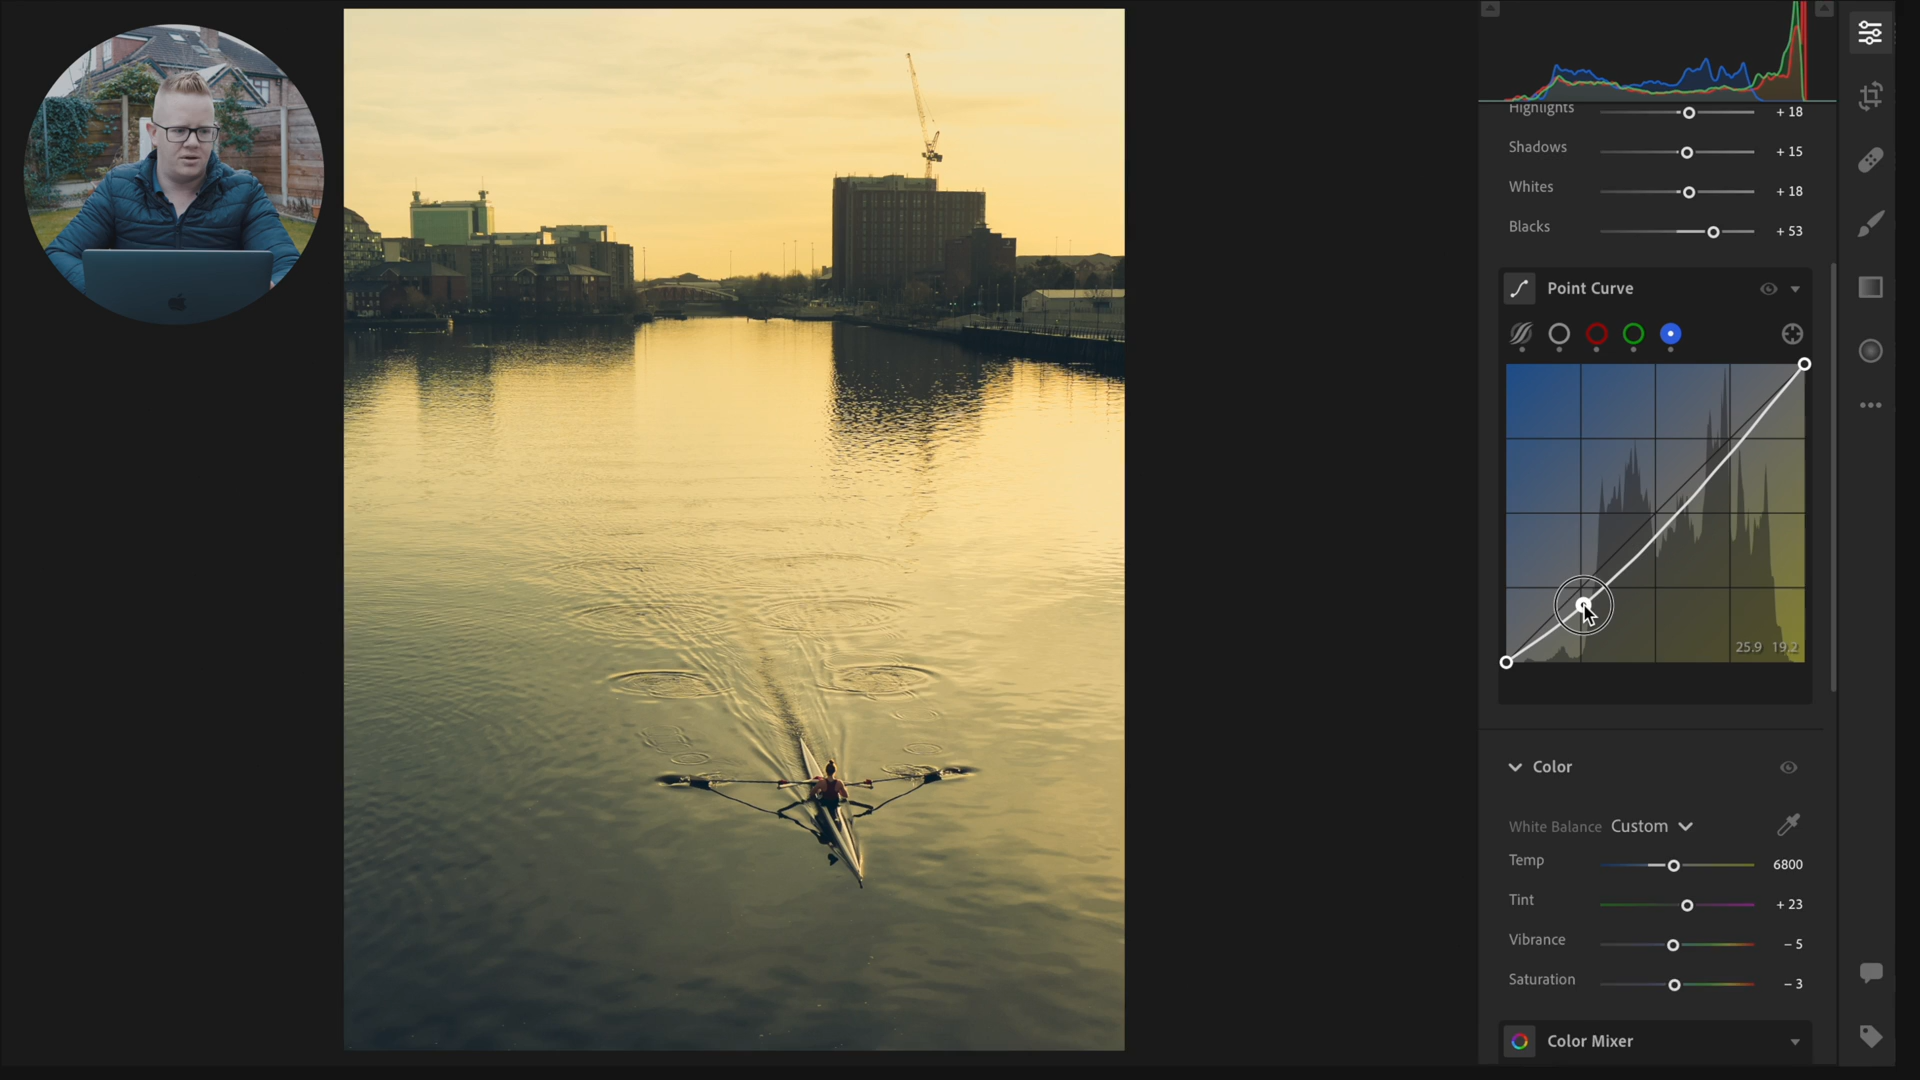 Highlights + 18
Shadows + 15
Whites + 18
Blacks + 53
Point Curve
25.9 19.2
Color
White Balance Custom
Temp 6800
Tint + 23
Vibrance – 5
Saturation – 3
Color Mixer